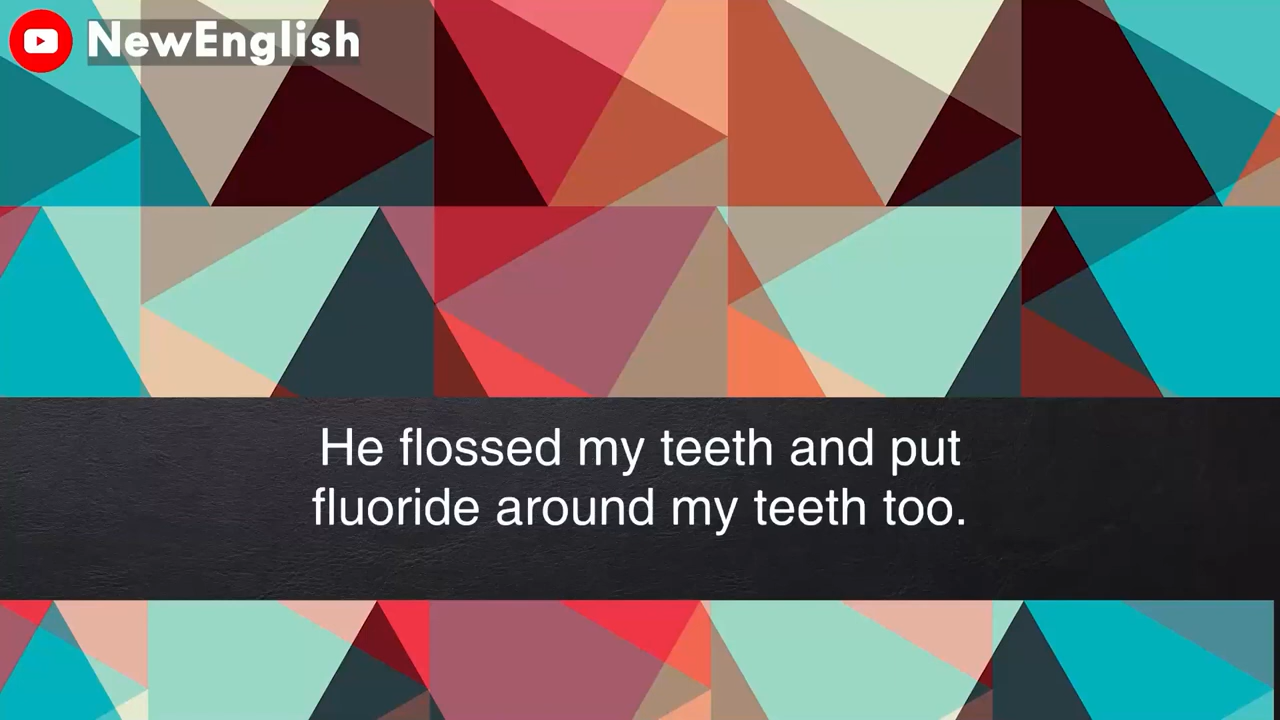 NewEnglish
He flossed my teeth and put
fluoride around my teeth too.